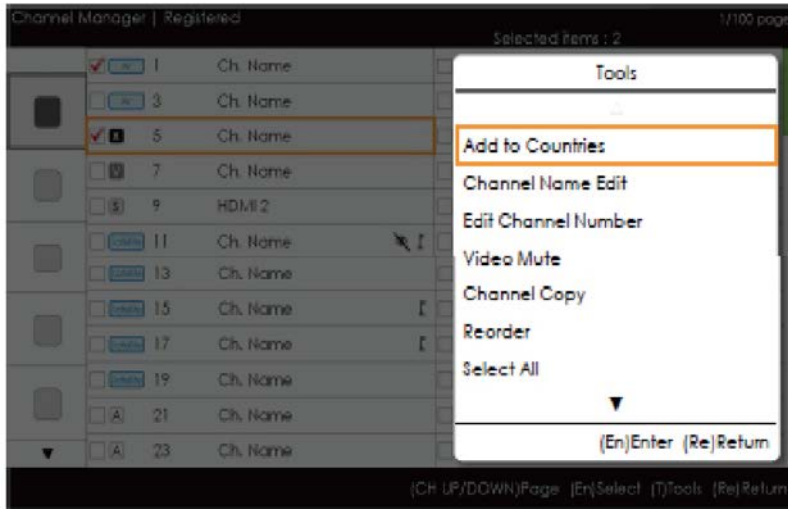 Channel Manager | Registered
1/100 page
Selected items : 2
1 Ch. Name
3 Ch. Name
5 Ch. Name
7 Ch. Name
S 9 HDMI 2
11 Ch. Name
13 Ch. Name
15 Ch. Name
17 Ch. Name
19 Ch. Name
A 21 Ch. Name
A 23 Ch. Name
Tools
Add to Countries
Channel Name Edit
Edit Channel Number
Video Mute
Channel Copy
Reorder
Select All
(En)Enter (Re)Return
(CH UP/DOWN)Page (En)Select (T)Tools (Re)Return